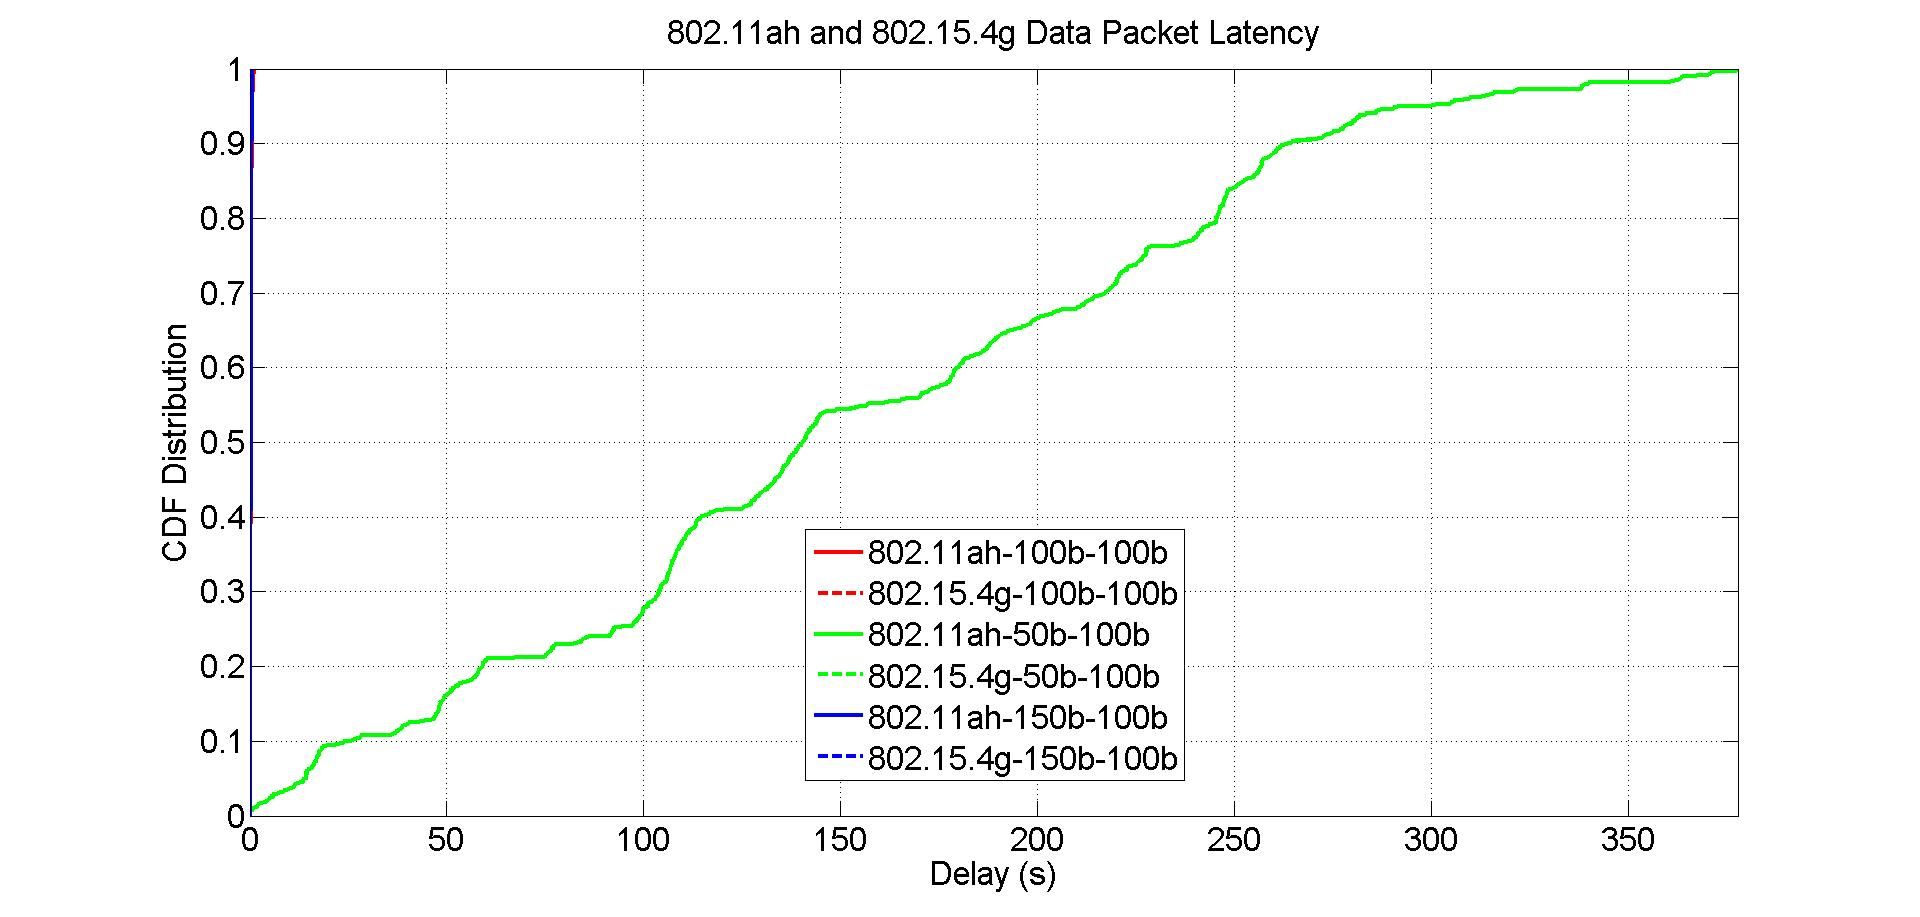 802.11ah and 802.15.4g Data Packet Latency
1
0.9
0.8
0.7
0.6
0.5
0.4
0.3
0.2
0.1
0
CDF Distribution
802.11ah-100b-100b
802.15.4g-100b-100b
802.11ah-50b-100b
802.15.4g-50b-100b
802.11ah-150b-100b
802.15.4g-150b-100b
0 50 100 150 200 250 300 350
Delay (s)